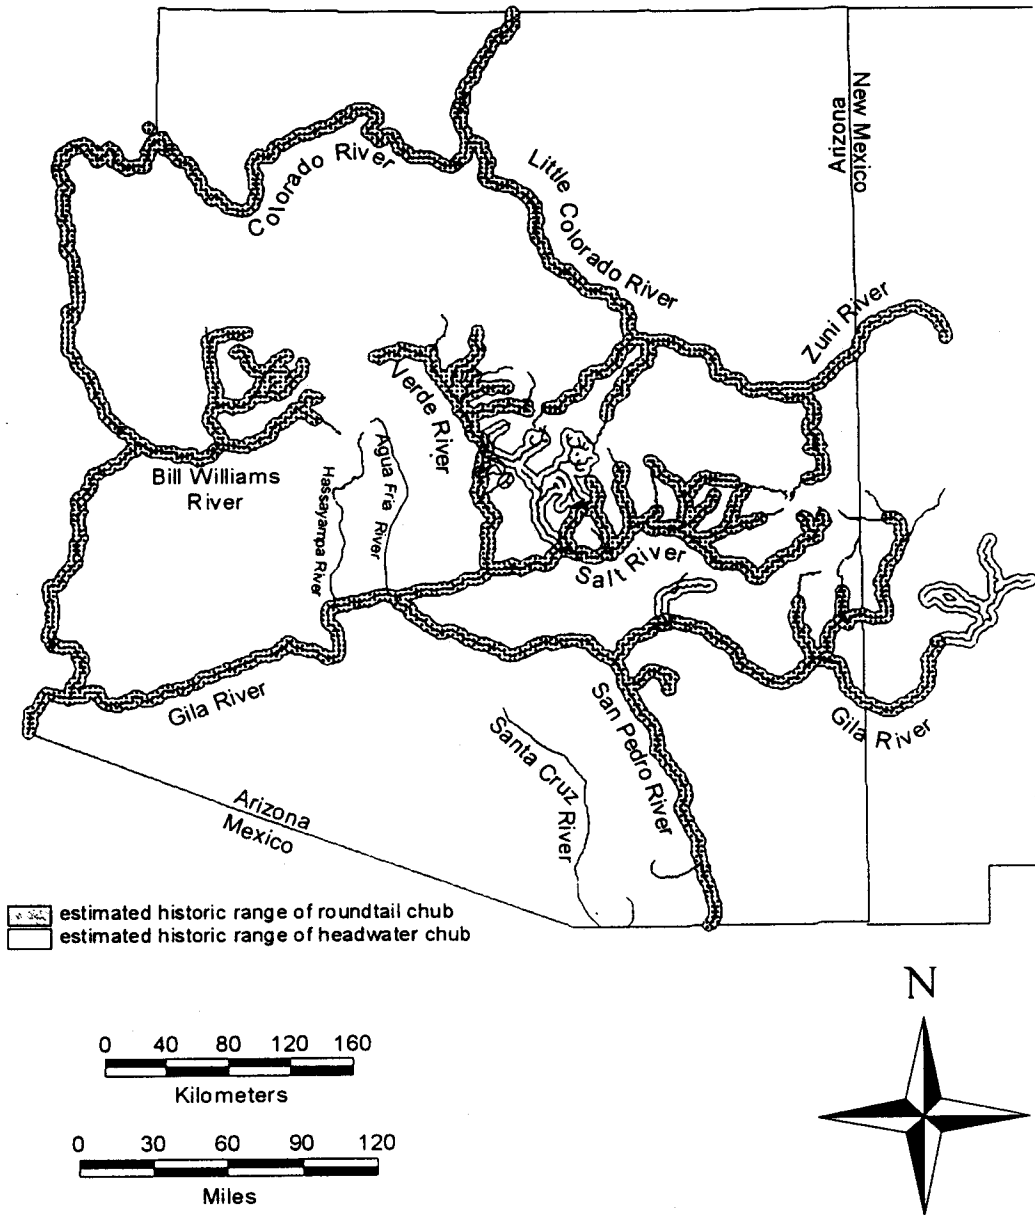 New Mexico
Arizona
Colorado River
Little Colorado River
Zuni River
Verde River
Bill Williams
River
Hassayampa River
Agua Fria River
Salt River
Gila River
San Pedro River
Gila River
Santa Cruz River
Arizona
Mexico
estimated historic range of roundtail chub
estimated historic range of headwater chub
N
0 40 80 120 160
Kilometers
0 30 60 90 120
Miles